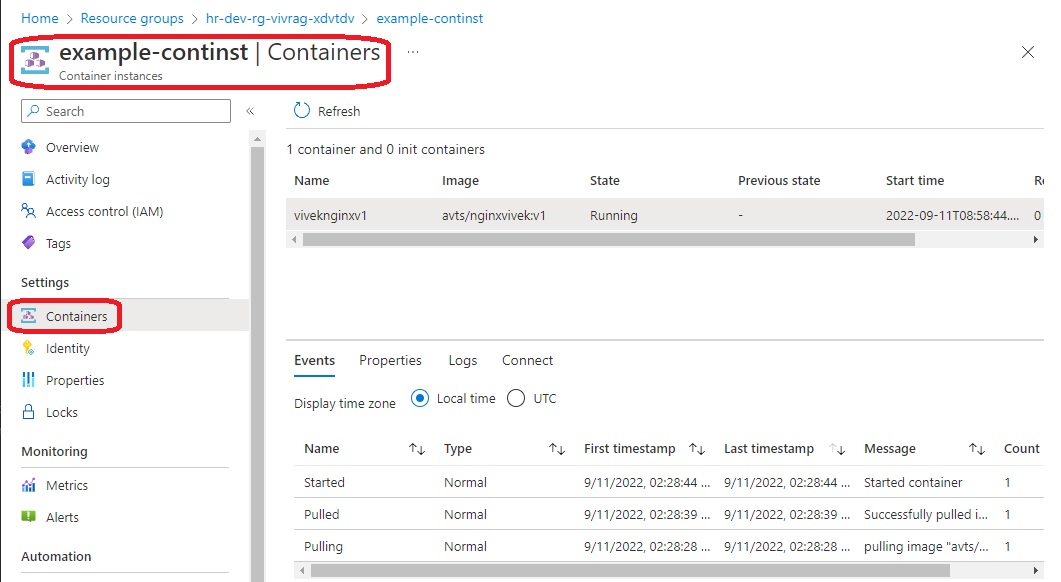 Home > Resource groups > hr-dev-rg-vivrag-xdvtdv > example-continst
example-continst | Containers ...
Container instances
Search
«
Refresh
Overview
Activity log
Access control (IAM)
Tags
Settings
Containers
Identity
Properties
Locks
Monitoring
Metrics
Alerts
Automation
1 container and 0 init containers
Name Image State Previous state Start time
viveknginxv1 avts/nginxvivek:v1 Running - 2022-09-11T08:58:44.... 0
Events Properties Logs Connect
Display time zone Local time UTC
Name Type First timestamp Last timestamp Message Count
Started Normal 9/11/2022, 02:28:44 ... 9/11/2022, 02:28:44 ... Started container 1
Pulled Normal 9/11/2022, 02:28:39 ... 9/11/2022, 02:28:39 ... Successfully pulled i... 1
Pulling Normal 9/11/2022, 02:28:28 ... 9/11/2022, 02:28:28 ... pulling image "avts/... 1